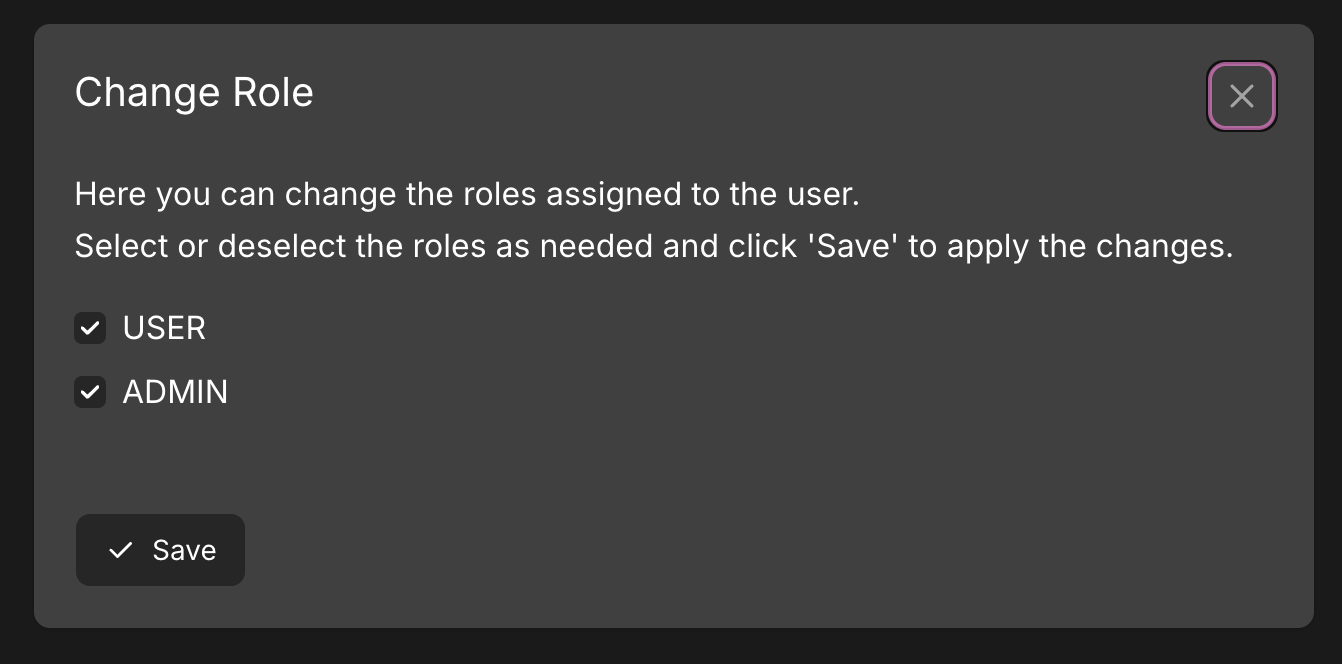 Change Role
Here you can change the roles assigned to the user.
Select or deselect the roles as needed and click 'Save' to apply the changes.
USER
ADMIN
Save